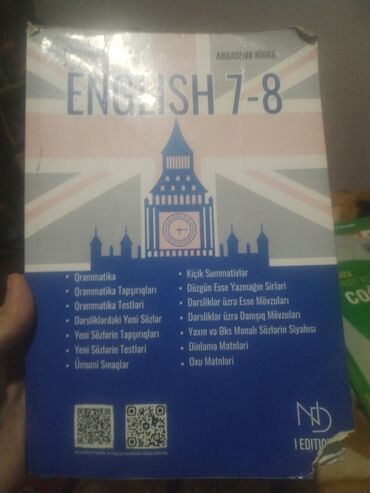 ABBASOVA NİGAR
ENGLISH 7-8
• Qrammatika
• Qrammatika Tapşırıqları
• Qrammatika Testləri
• Dərsliklərdəki Yeni Sözlər
• Yeni Sözlərin Tapşırıqları
• Yeni Sözlərin Testləri
• Ümumi Sınaqlar
• Kiçik Summativlər
• Düzgün Esse Yazmağın Sirləri
• Dərsliklər üzrə Esse Mövzuları
• Dərsliklər üzrə Danışıq Mövzuları
• Yaxın və Əks Mənalı Sözlərin Siyahısı
• Dinləmə Mətnləri
• Oxu Mətnləri
I EDITION